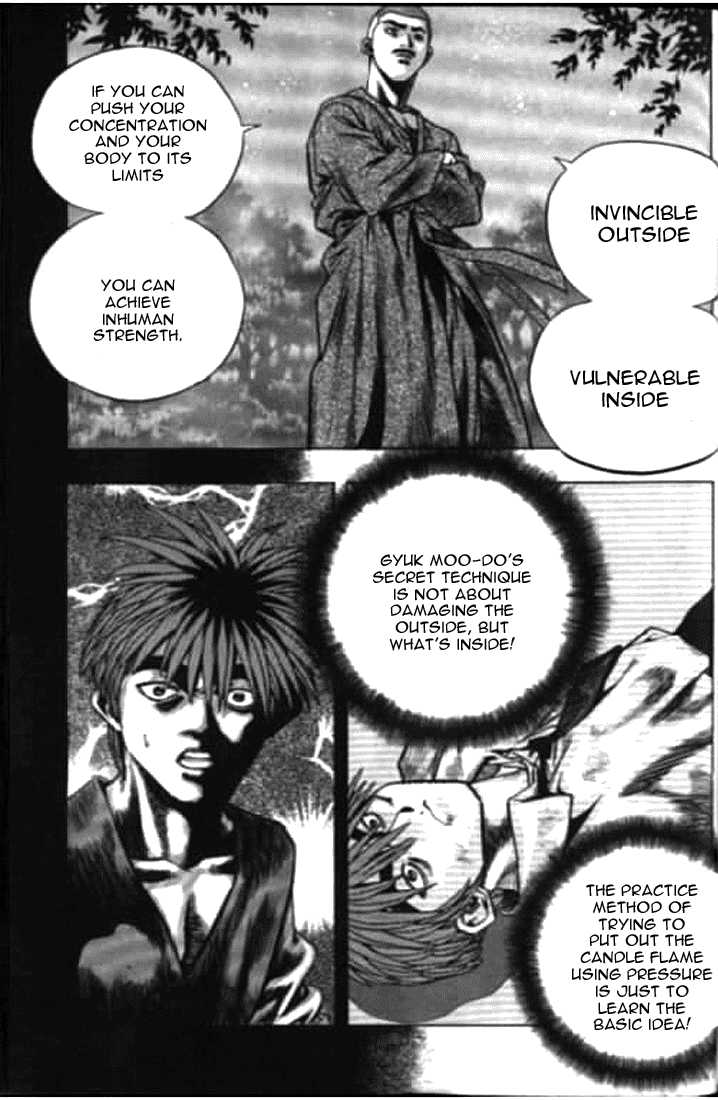 IF YOU CAN
PUSH YOUR
CONCENTRATION
AND YOUR
BODY TO ITS
LIMITS
YOU CAN
ACHIEVE
INHUMAN
STRENGTH.
INVINCIBLE
OUTSIDE
VULNERABLE
INSIDE
GYUK MOO-DO'S
SECRET TECHNIQUE
IS NOT ABOUT
DAMAGING THE
OUTSIDE, BUT
WHAT'S INSIDE!
THE PRACTICE
METHOD OF
TRYING TO
PUT OUT THE
CANDLE FLAME
USING PRESSURE
IS JUST TO
LEARN THE
BASIC IDEA!